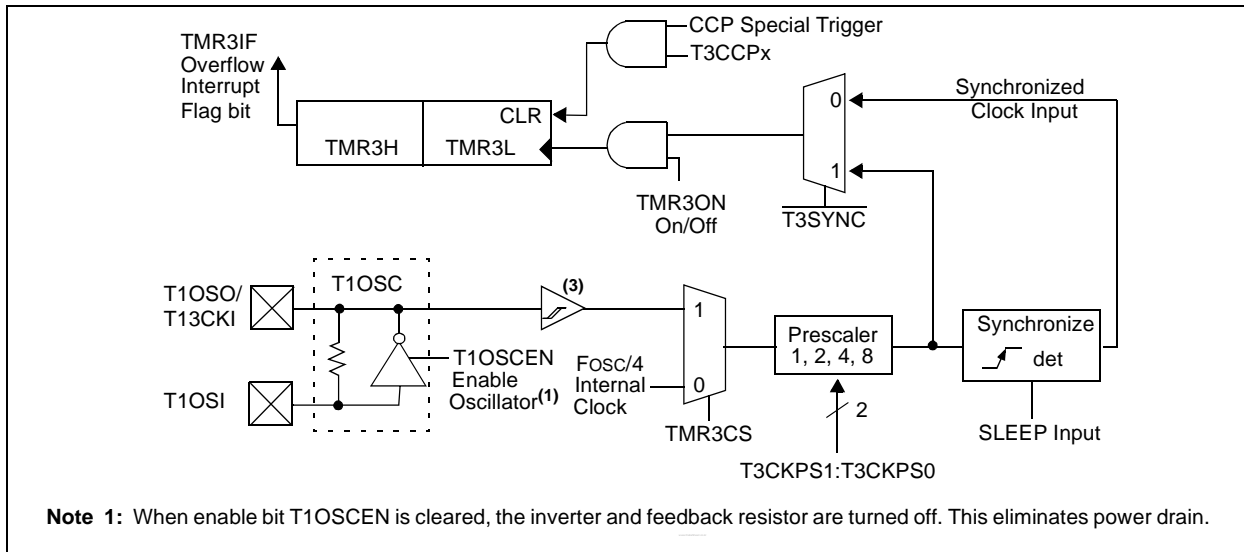 CCP Special Trigger
T3CCPx
TMR3IF
Overflow
Interrupt
Flag bit
CLR
TMR3H
TMR3L
0
1
Synchronized
Clock Input
TMR3ON
On/Off
T3SYNC
T1OSC
T1OSO/
T13CKI
(3)
1
Prescaler
1, 2, 4, 8
Synchronize
det
T1OSCEN
Enable
Oscillator(1)
FOSC/4
Internal
Clock
0
T1OSI
2
TMR3CS
SLEEP Input
T3CKPS1:T3CKPS0
Note 1: When enable bit T1OSCEN is cleared, the inverter and feedback resistor are turned off. This eliminates power drain.